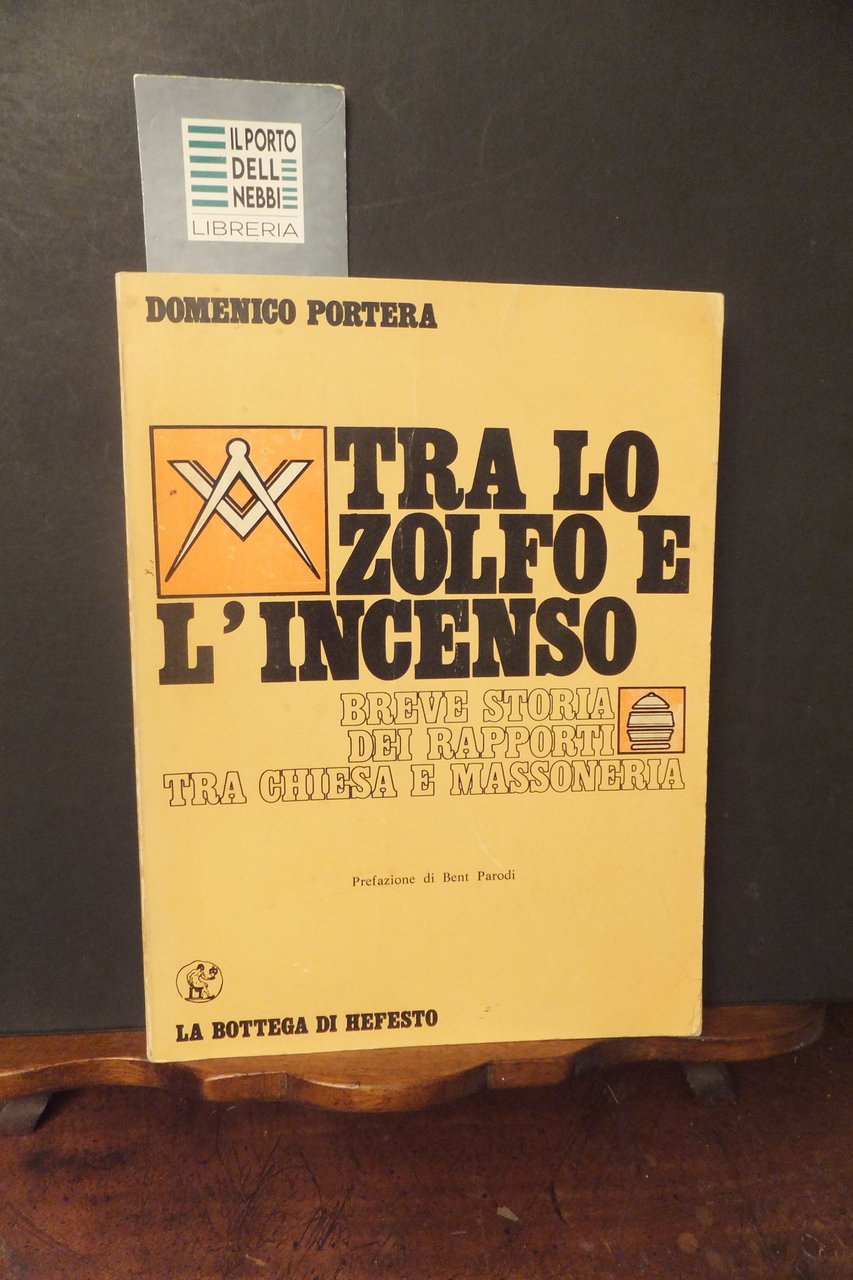 IL PORTO
DELL
NEBBI
LIBRERIA
DOMENICO PORTERA
TRA LO
ZOLFO E
L'INCENSO
BREVE STORIA
DEI RAPPORTI
TRA CHIESA E MASSONERIA
Prefazione di Bent Parodi
LA BOTTEGA DI HEFESTO